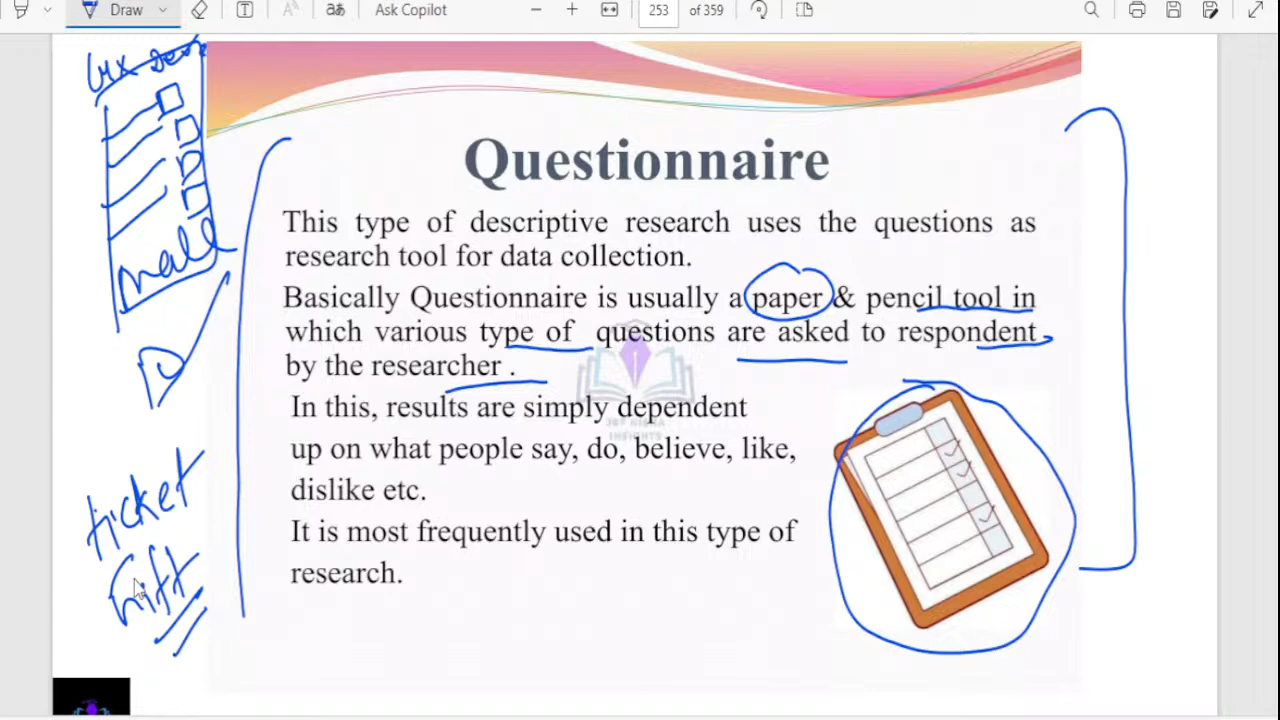 Draw
Ask Copilot
253 of 359
Questionnaire
This type of descriptive research uses the questions as
research tool for data collection.
Basically Questionnaire is usually a paper & pencil tool in
which various type of questions are asked to respondent
by the researcher .
In this, results are simply dependent
up on what people say, do, believe, like,
dislike etc.
It is most frequently used in this type of
research.
INSIGHTS
mall
ticket